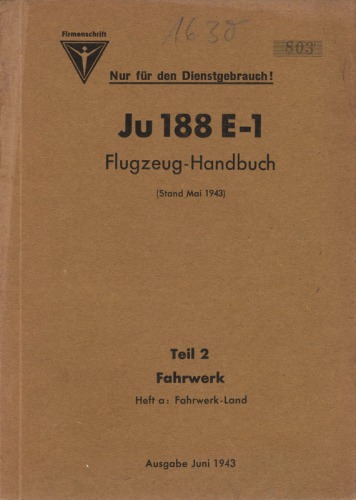 Firmenschrift
1630
803
Nur für den Dienstgebrauch!
Ju 188 E-1
Flugzeug-Handbuch
(Stand Mai 1943)
Teil 2
Fahrwerk
Heft a: Fahrwerk-Land
Ausgabe Juni 1943